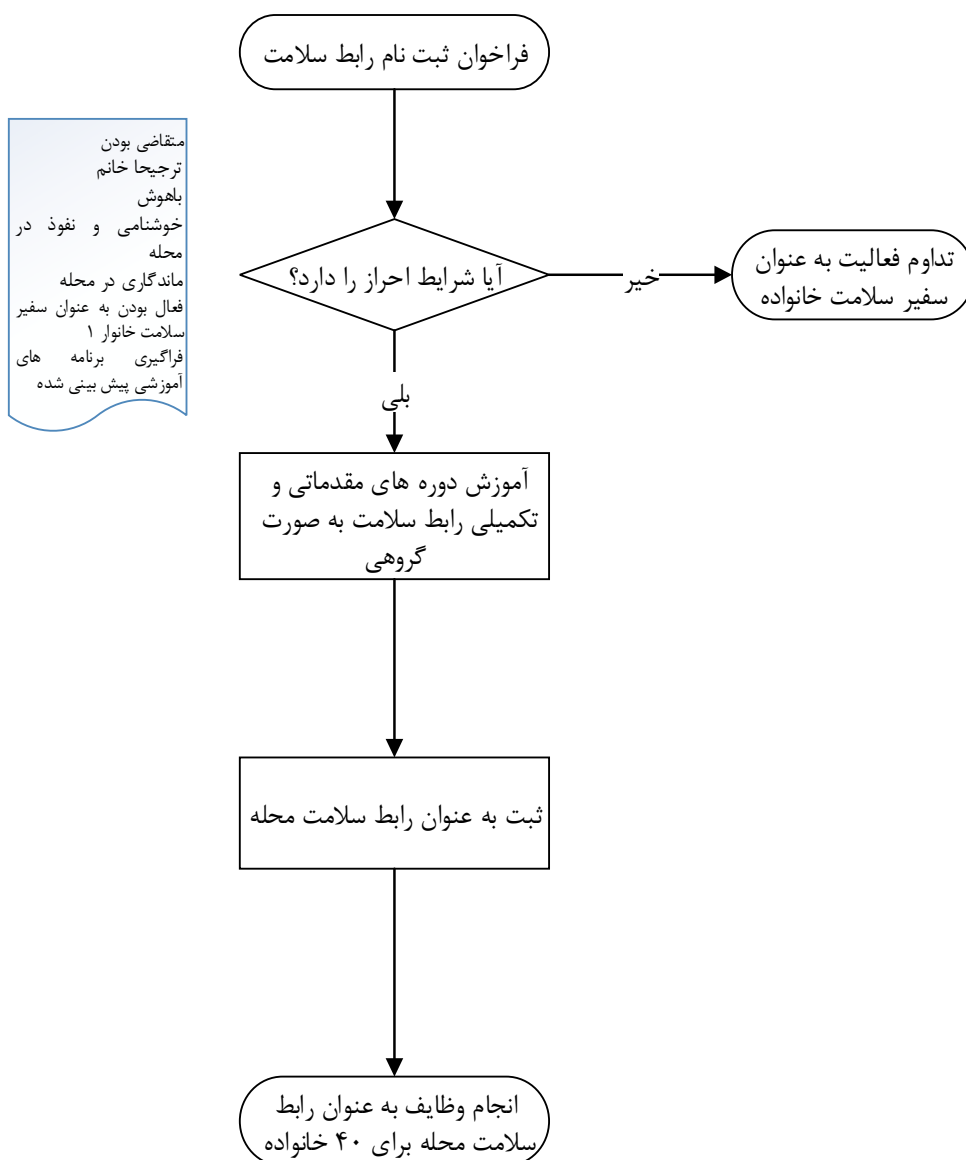 فراخوان ثبت نام رابط سلامت
متقاضی بودن
ترجیحا خانم
باهوش
خوشنامی و نفوذ در
محله
ماندگاری در محله
فعال بودن به عنوان سفیر
سلامت خانوار ۱
فراگیری برنامه های
آموزشی پیش بینی شده
آیا شرایط احراز را دارد؟
خیر
تداوم فعالیت به عنوان
سفیر سلامت خانواده
بلی
آموزش دوره های مقدماتی و
تکمیلی رابط سلامت به صورت
گروهی
ثبت به عنوان رابط سلامت محله
انجام وظایف به عنوان رابط
سلامت محله برای ۴۰ خانواده